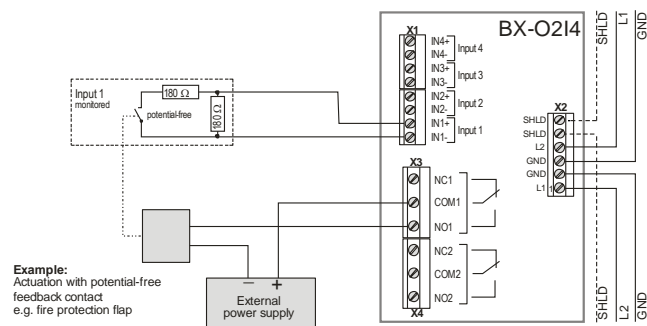 BX-O2I4
SHLD
L1
GND
X1
IN4+
IN4-
Input 4
IN3+
IN3-
Input 3
IN2+
IN2-
Input 2
IN1+
IN1-
Input 1
Input 1
monitored
180 Ω
180 Ω
potential-free
X2
SHLD
SHLD
L2
GND
GND
L1
1
X3
NC1
COM1
NO1
NC2
COM2
NO2
X4
− +
External
power supply
Example:
Actuation with potential-free
feedback contact
e.g. fire protection flap
SHLD
L2
GND